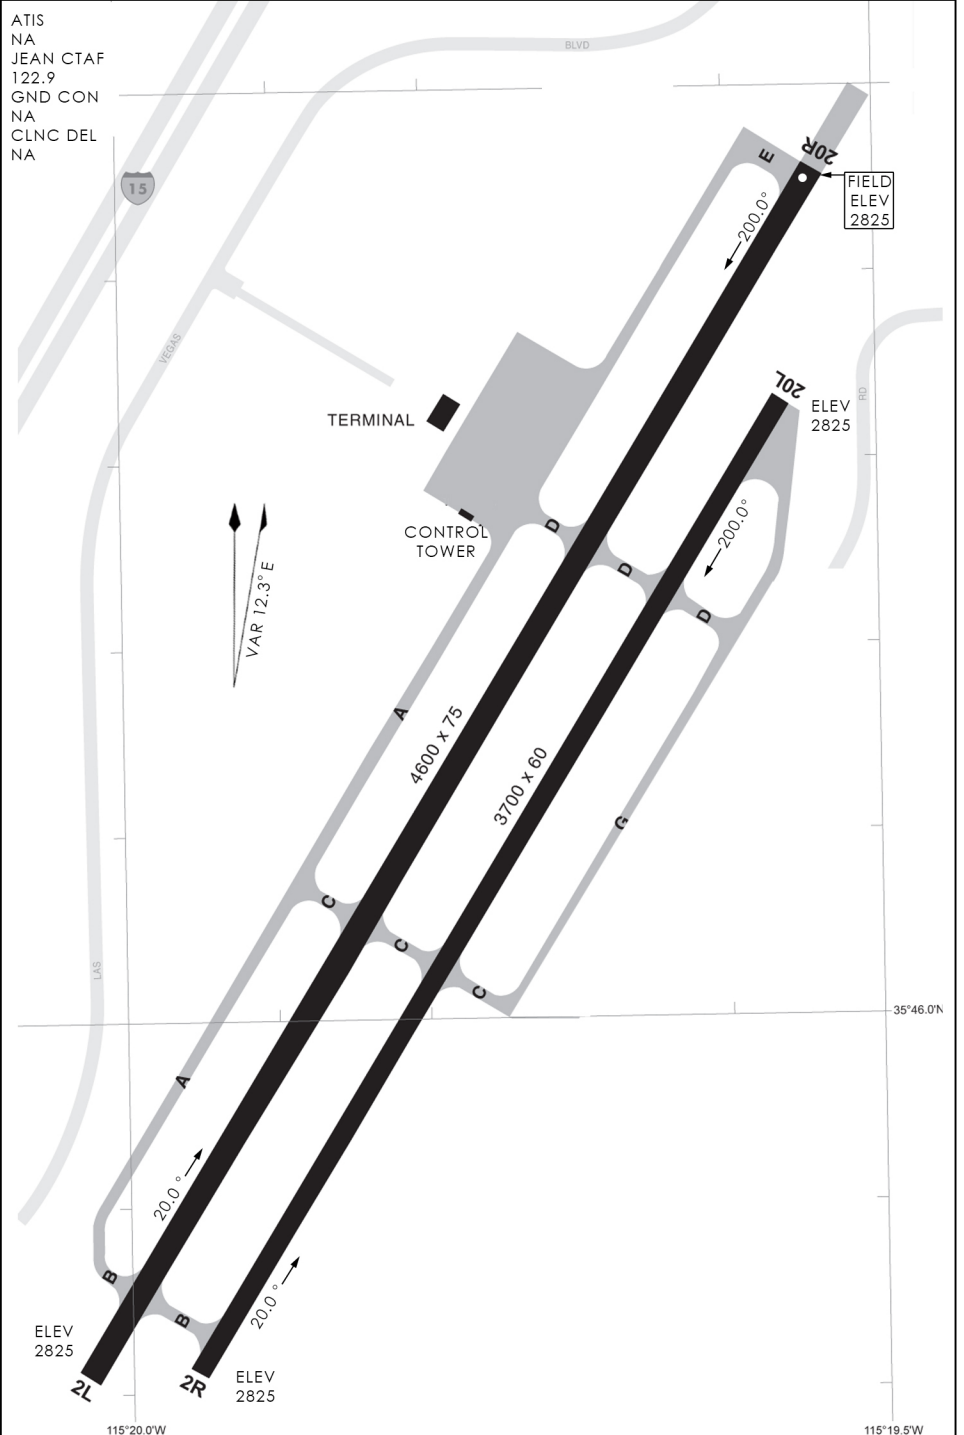 ATIS
NA
JEAN CTAF
122.9
GND CON
NA
CLNC DEL
NA
BLVD
15
E
20R
FIELD
ELEV
2825
200.0°
VEGAS
TERMINAL
20L
ELEV
2825
RD
CONTROL
TOWER
D
D
D
200.0°
VAR 12.3° E
A
4600 x 75
3700 x 60
G
C
C
C
LAS
35°46.0'N
A
20.0°
B
B
20.0°
ELEV
2825
2L
2R
ELEV
2825
115°20.0'W
115°19.5'W